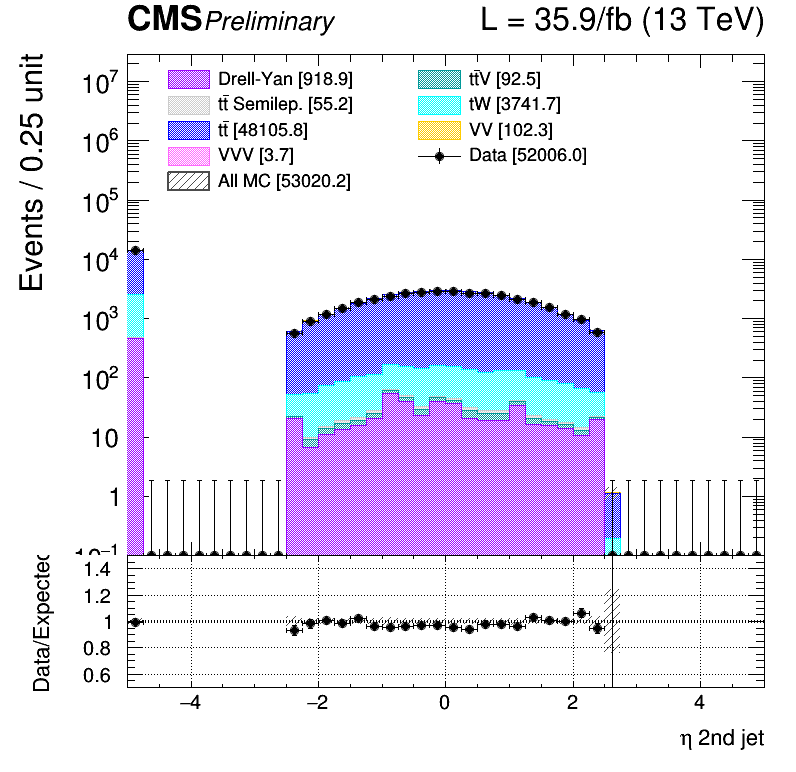 CMS Preliminary L = 35.9/fb (13 TeV)
Events / 0.25 unit
Drell-Yan [918.9]
tt̄V [92.5]
tt̄ Semilep. [55.2]
tW [3741.7]
tt̄ [48105.8]
VV [102.3]
VVV [3.7]
Data [52006.0]
All MC [53020.2]
10⁷
10⁶
10⁵
10⁴
10³
10²
10
1
10⁻¹
Data/Expected
1.4
1.2
1
0.8
0.6
−4 −2 0 2 4
η 2nd jet